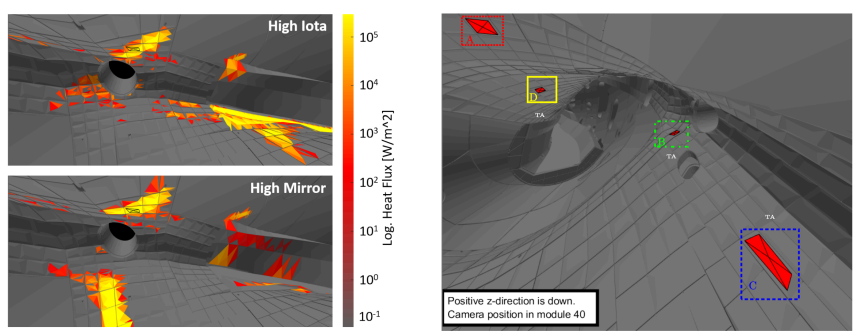 High Iota
High Mirror
10^5
10^4
10^3
10^2
10^1
10^0
10^-1
Log. Heat Flux [W/m^2]
A
D
TA
B
TA
TA
C
Positive z-direction is down.
Camera position in module 40